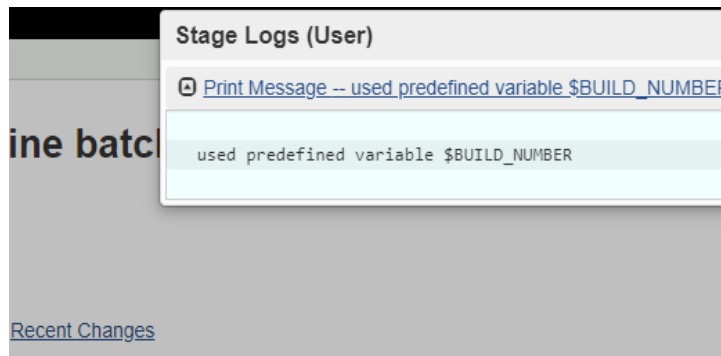 Stage Logs (User)
Print Message -- used predefined variable $BUILD_NUMBER
ine batc
used predefined variable $BUILD_NUMBER
Recent Changes